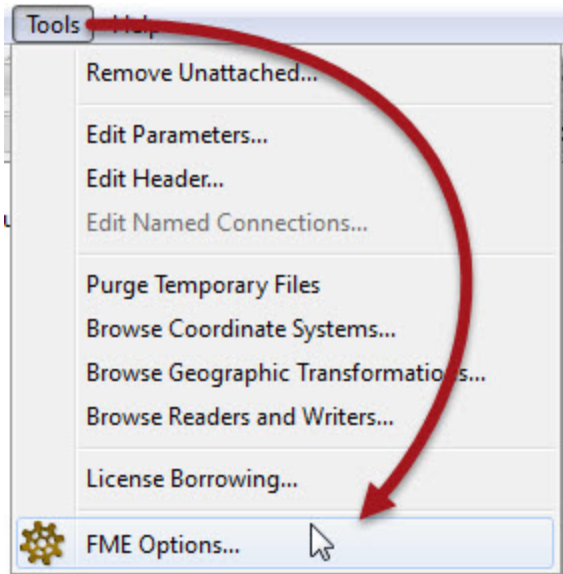 Tools Help
Remove Unattached...
Edit Parameters...
Edit Header...
Edit Named Connections...
Purge Temporary Files
Browse Coordinate Systems...
Browse Geographic Transformations...
Browse Readers and Writers...
License Borrowing...
FME Options...